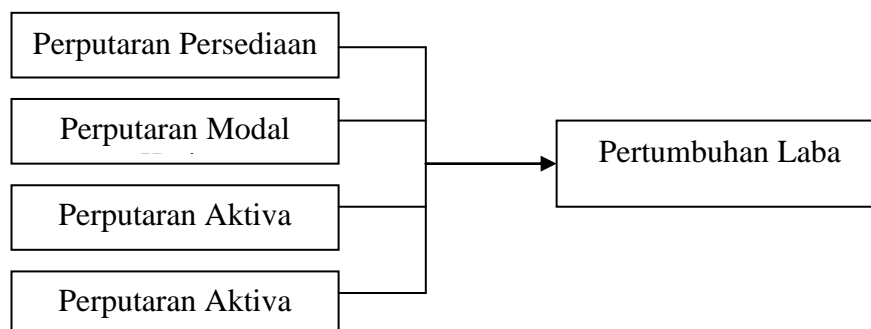 Perputaran Persediaan
Perputaran Modal
Perputaran Aktiva
Perputaran Aktiva
Pertumbuhan Laba